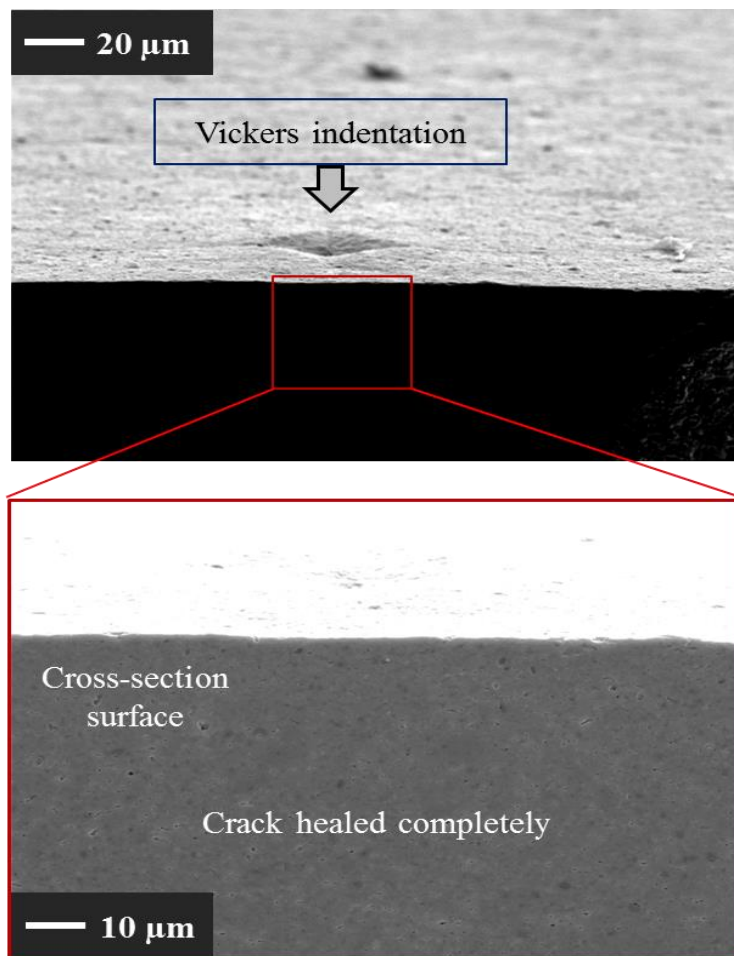 20 µm
Vickers indentation
Cross-section
surface
Crack healed completely
10 µm